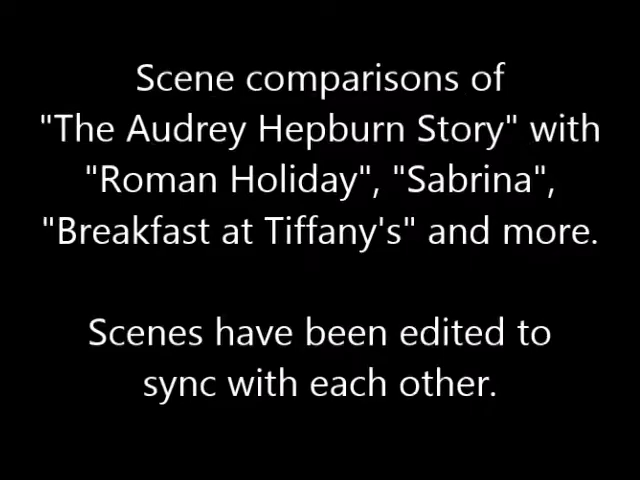 Scene comparisons of
"The Audrey Hepburn Story" with
"Roman Holiday", "Sabrina",
"Breakfast at Tiffany's" and more.
Scenes have been edited to
sync with each other.